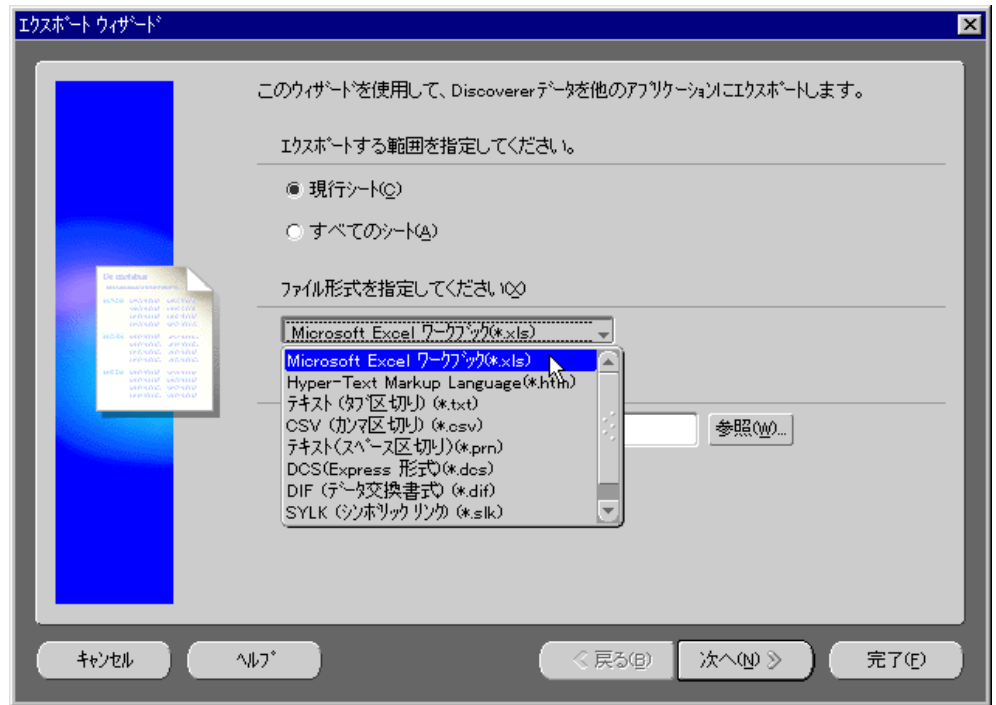 エクスポート ウィザード
このウィザードを使用して、Discovererデータを他のアプリケーションにエクスポートします。
エクスポートする範囲を指定してください。
現行シート(C)
すべてのシート(A)
ファイル形式を指定してください(X)
Microsoft Excel ワークブック(*.xls)
Microsoft Excel ワークブック(*.xls)
Hyper-Text Markup Language(*.htm)
テキスト (タブ区切り) (*.txt)
CSV (カンマ区切り) (*.csv)
テキスト(スペース区切り)(*.prn)
DCS(Express 形式)(*.dcs)
DIF (データ交換書式) (*.dif)
SYLK (シンボリック リンク) (*.slk)
参照(W)...
キャンセル
ヘルプ
≪ 戻る(B)
次へ(N) ≫
完了(F)